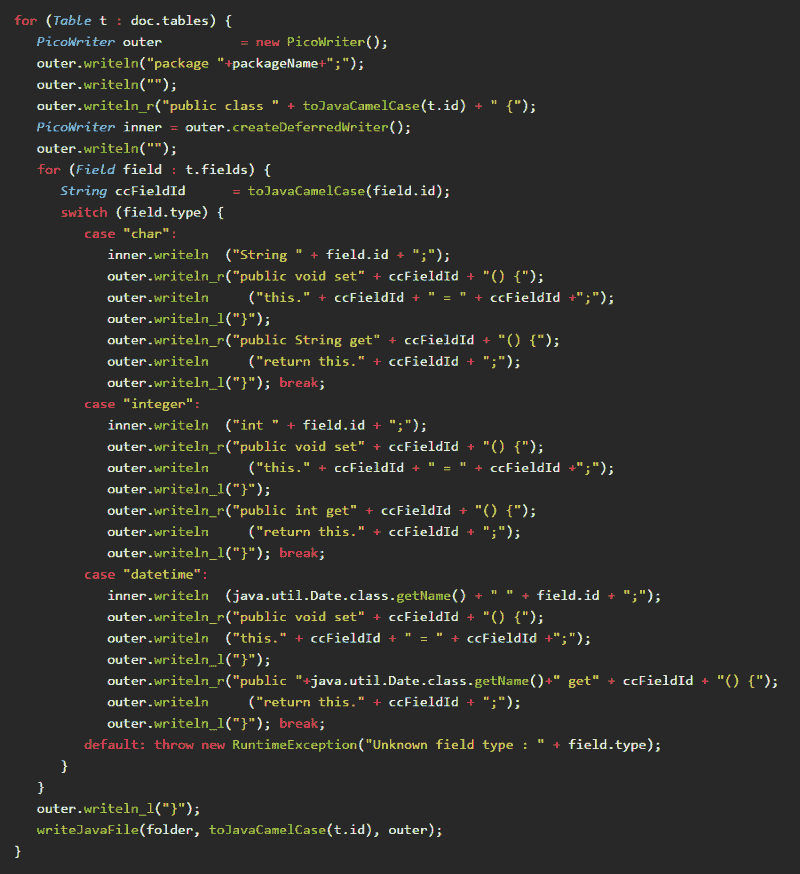 for (Table t : doc.tables) {
   PicoWriter outer          = new PicoWriter();
   outer.writeln("package "+packageName+";");
   outer.writeln("");
   outer.writeln_r("public class " + toJavaCamelCase(t.id) + " {");
   PicoWriter inner = outer.createDeferredWriter();
   outer.writeln("");
   for (Field field : t.fields) {
      String ccFieldId      = toJavaCamelCase(field.id);
      switch (field.type) {
         case "char":
            inner.writeln  ("String " + field.id + ";");
            outer.writeln_r("public void set" + ccFieldId + "() {");
            outer.writeln     ("this." + ccFieldId + " = " + ccFieldId +";");
            outer.writeln_l("}");
            outer.writeln_r("public String get" + ccFieldId + "() {");
            outer.writeln     ("return this." + ccFieldId + ";");
            outer.writeln_l("}"); break;
         case "integer":
            inner.writeln  ("int " + field.id + ";");
            outer.writeln_r("public void set" + ccFieldId + "() {");
            outer.writeln     ("this." + ccFieldId + " = " + ccFieldId +";");
            outer.writeln_l("}");
            outer.writeln_r("public int get" + ccFieldId + "() {");
            outer.writeln     ("return this." + ccFieldId + ";");
            outer.writeln_l("}"); break;
         case "datetime":
            inner.writeln  (java.util.Date.class.getName() + " " + field.id + ";");
            outer.writeln_r("public void set" + ccFieldId + "() {");
            outer.writeln  ("this." + ccFieldId + " = " + ccFieldId +";");
            outer.writeln_l("}");
            outer.writeln_r("public "+java.util.Date.class.getName()+" get" + ccFieldId + "() {");
            outer.writeln     ("return this." + ccFieldId + ";");
            outer.writeln_l("}"); break;
         default: throw new RuntimeException("Unknown field type : " + field.type);
      }
   }
   outer.writeln_l("}");
   writeJavaFile(folder, toJavaCamelCase(t.id), outer);
}